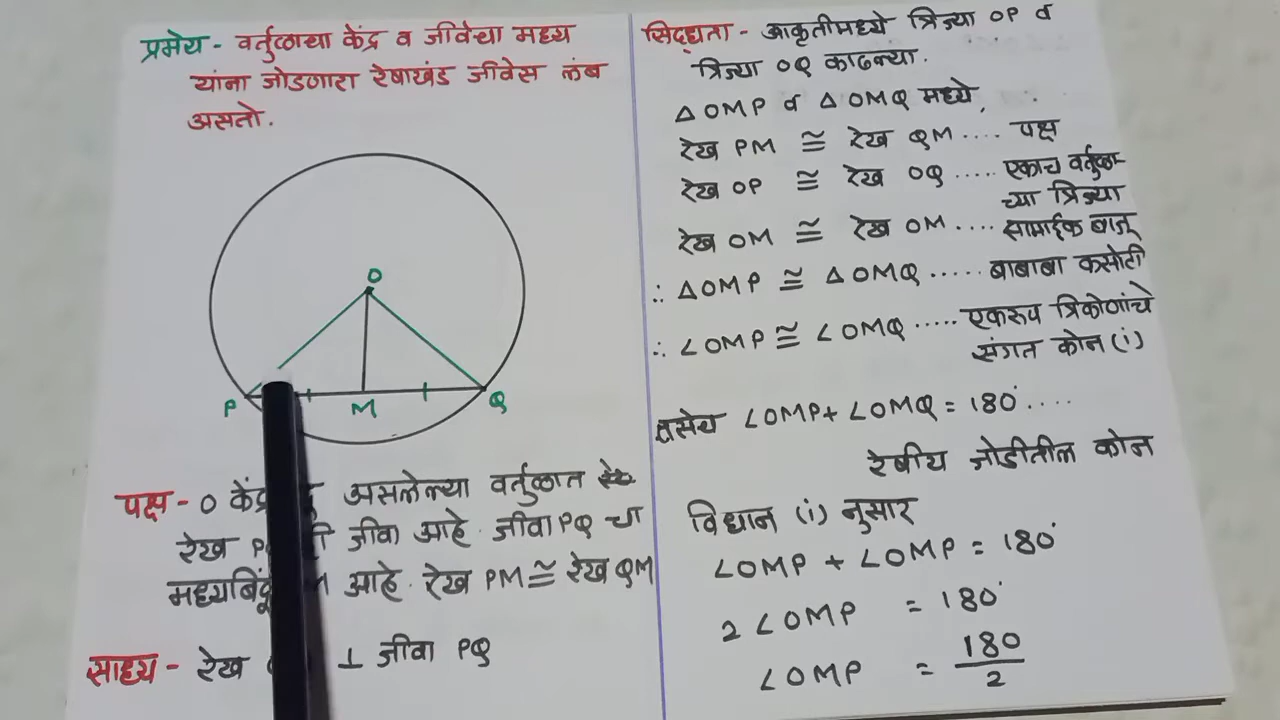 प्रमेय - वर्तुळाचा केंद्र व जीवेचा मध्य
यांना जोडणारा रेषाखंड जीवेस लंब
असतो.
O
P
M
Q
पक्ष - O केंद्र असलेल्या वर्तुळात
रेख जीवा आहे. जीवा PQ चा
मध्यबिंदू आहे. रेख PM ≅ रेख QM
साध्य - रेख ⊥ जीवा PQ
सिद्धता - आकृतीमध्ये त्रिज्या OP व
त्रिज्या OQ काढल्या.
△OMP व △OMQ मध्ये,
रेख PM ≅ रेख QM .... पक्ष
रेख OP ≅ रेख OQ ..... एकाच वर्तुळा-
च्या त्रिज्या
रेख OM ≅ रेख OM .... सामाईक बाजू
∴ △OMP ≅ △OMQ ..... बाबाबा कसोटी
∴ ∠OMP ≅ ∠OMQ ..... एकरूप त्रिकोणांचे
संगत कोन (i)
तसेच ∠OMP + ∠OMQ = 180° ....
रेषीय जोडीतील कोन
विधान (i) नुसार
∠OMP + ∠OMP = 180°
2 ∠OMP = 180°
∠OMP = 180/2